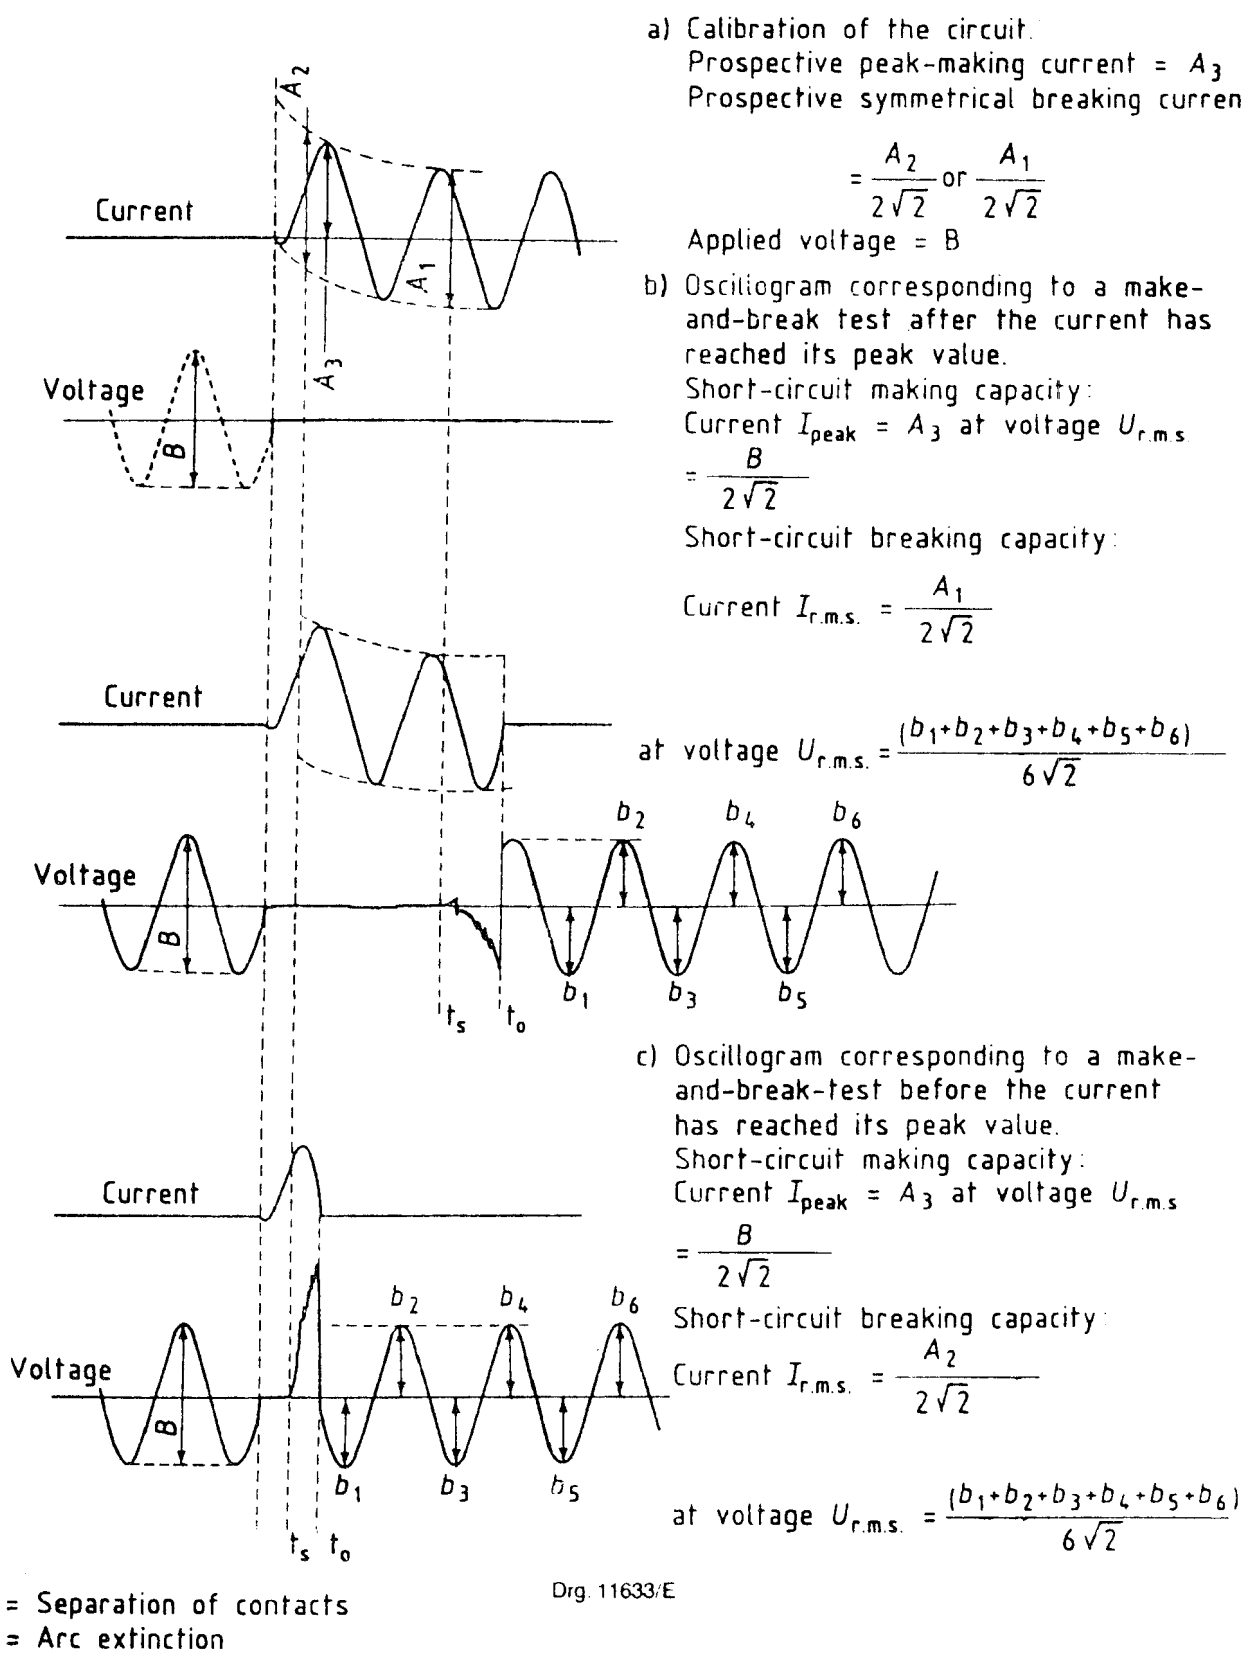 a) Calibration of the circuit.
Prospective peak-making current = A₃
Prospective symmetrical breaking curren
= A₂/2√2 or A₁/2√2
Applied voltage = B
A₂
Current
A₁
A₃
Voltage
B
b) Oscillogram corresponding to a make-
and-break test after the current has
reached its peak value.
Short-circuit making capacity:
Current I_peak = A₃ at voltage U_r.m.s.
= B/2√2
Short-circuit breaking capacity:
Current I_r.m.s. = A₁/2√2
at voltage U_r.m.s. = (b₁+b₂+b₃+b₄+b₅+b₆)/6√2
Current
b₂ b₄ b₆
Voltage
B
b₁ b₃ b₅
tₛ tₒ
c) Oscillogram corresponding to a make-
and-break-test before the current
has reached its peak value.
Short-circuit making capacity:
Current I_peak = A₃ at voltage U_r.m.s
= B/2√2
Short-circuit breaking capacity:
Current I_r.m.s. = A₂/2√2
at voltage U_r.m.s. = (b₁+b₂+b₃+b₄+b₅+b₆)/6√2
Current
b₂ b₄ b₆
Voltage
B
b₁ b₃ b₅
tₛ tₒ
Drg. 11633/E
= Separation of contacts
= Arc extinction